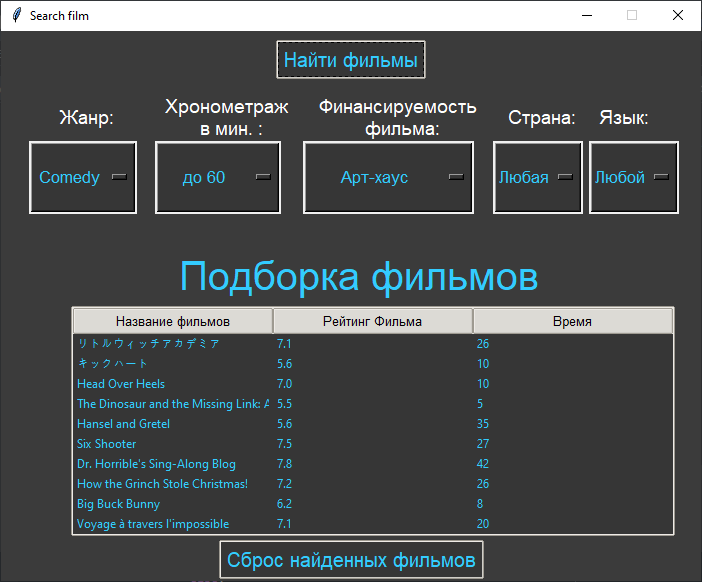 Search film
Найти фильмы
Жанр:
Хронометраж
в мин. :
Финансируемость
фильма:
Страна:
Язык:
Comedy
до 60
Арт-хаус
Любая
Любой
Подборка фильмов
Название фильмов Рейтинг Фильма Время
リトルウィッチアカデミア 7.1 26
キックハート 5.6 10
Head Over Heels 7.0 10
The Dinosaur and the Missing Link: A 5.5 5
Hansel and Gretel 5.6 35
Six Shooter 7.5 27
Dr. Horrible's Sing-Along Blog 7.8 42
How the Grinch Stole Christmas! 7.2 26
Big Buck Bunny 6.2 8
Voyage à travers l'impossible 7.1 20
Сброс найденных фильмов